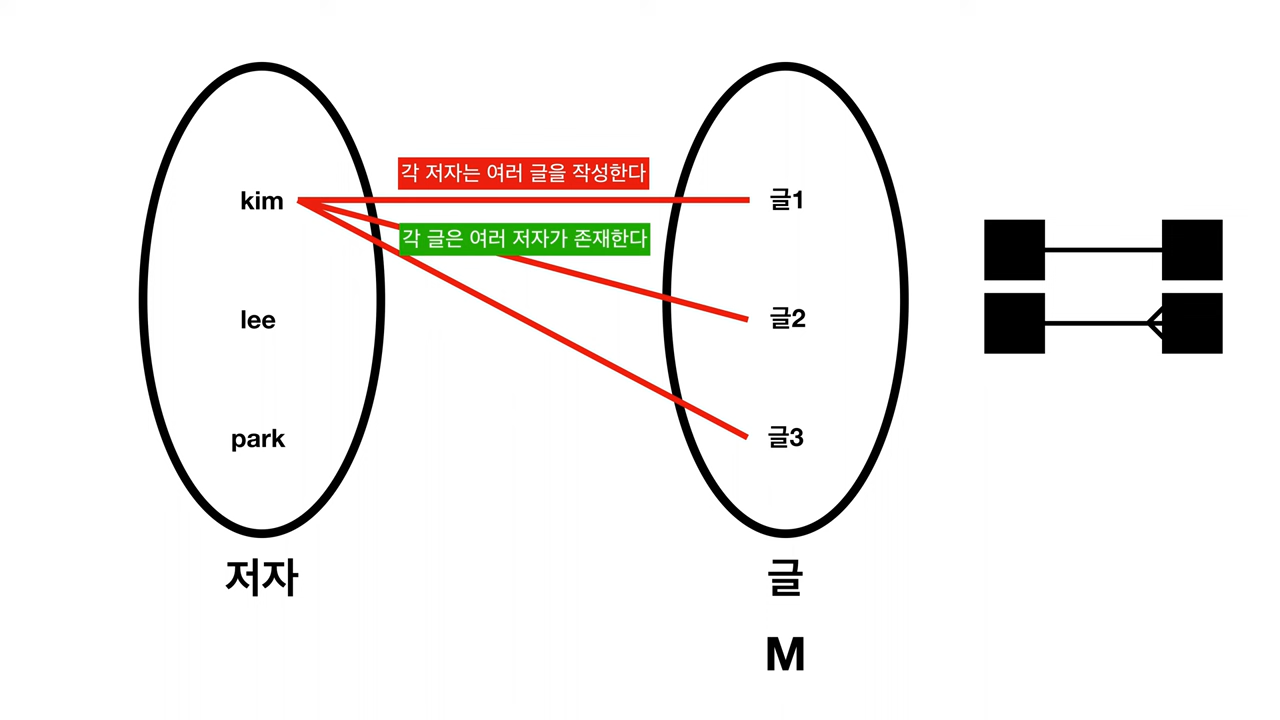 각 저자는 여러 글을 작성한다
kim
글1
각 글은 여러 저자가 존재한다
lee
글2
park
글3
저자
글
M